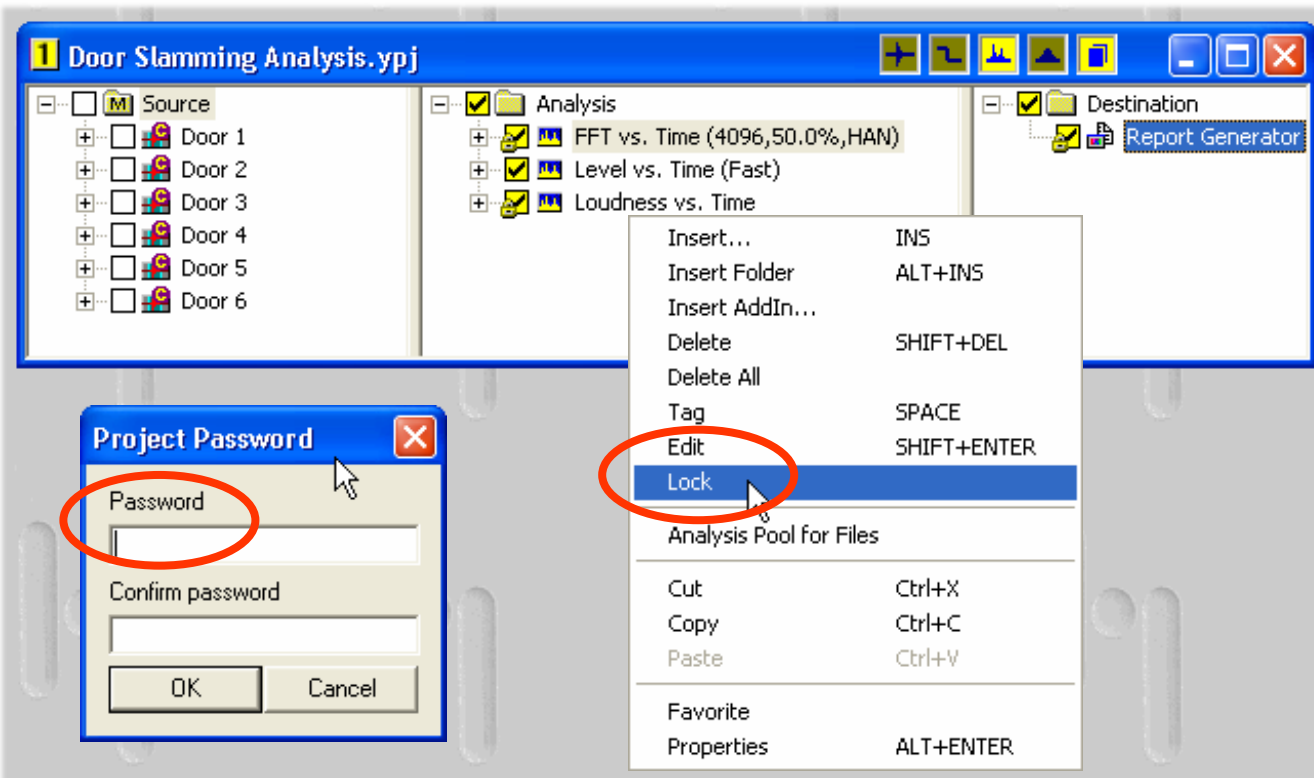 1 Door Slamming Analysis.ypj
M Source
C Door 1
C Door 2
C Door 3
C Door 4
C Door 5
C Door 6
Analysis
FFT vs. Time (4096,50.0%,HAN)
Level vs. Time (Fast)
Loudness vs. Time
Destination
Report Generator
Insert... INS
Insert Folder ALT+INS
Insert AddIn...
Delete SHIFT+DEL
Delete All
Tag SPACE
Edit SHIFT+ENTER
Lock
Analysis Pool for Files
Cut Ctrl+X
Copy Ctrl+C
Paste Ctrl+V
Favorite
Properties ALT+ENTER
Project Password
Password
Confirm password
OK Cancel